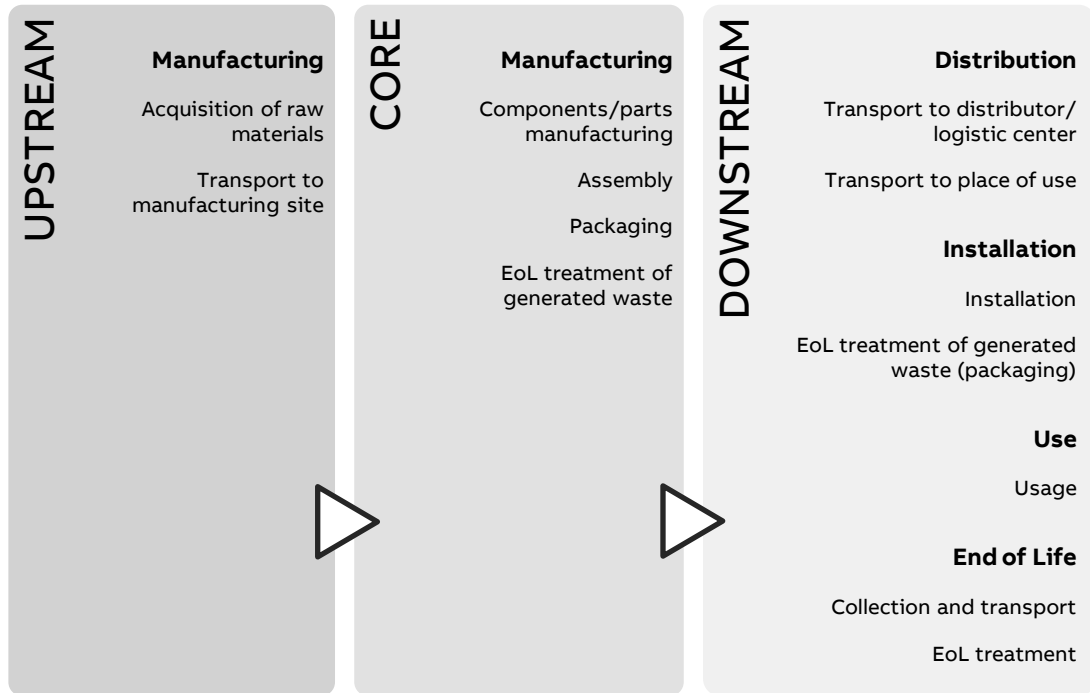 UPSTREAM
Manufacturing
Acquisition of raw
materials
Transport to
manufacturing site
CORE
Manufacturing
Components/parts
manufacturing
Assembly
Packaging
EoL treatment of
generated waste
DOWNSTREAM
Distribution
Transport to distributor/
logistic center
Transport to place of use
Installation
Installation
EoL treatment of generated
waste (packaging)
Use
Usage
End of Life
Collection and transport
EoL treatment